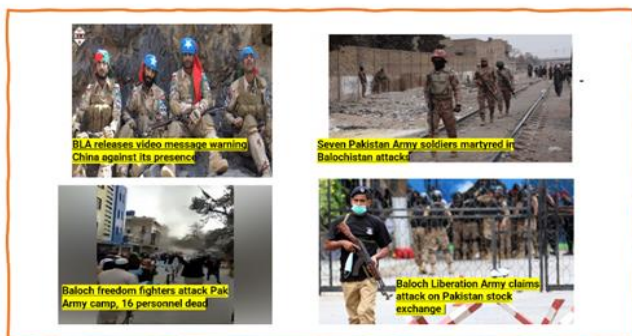 BLA releases video message warning
China against its presence
Seven Pakistan Army soldiers martyred in
Balochistan attacks
Baloch freedom fighters attack Pak
Army camp, 16 personnel dead
Baloch Liberation Army claims
attack on Pakistan stock
exchange